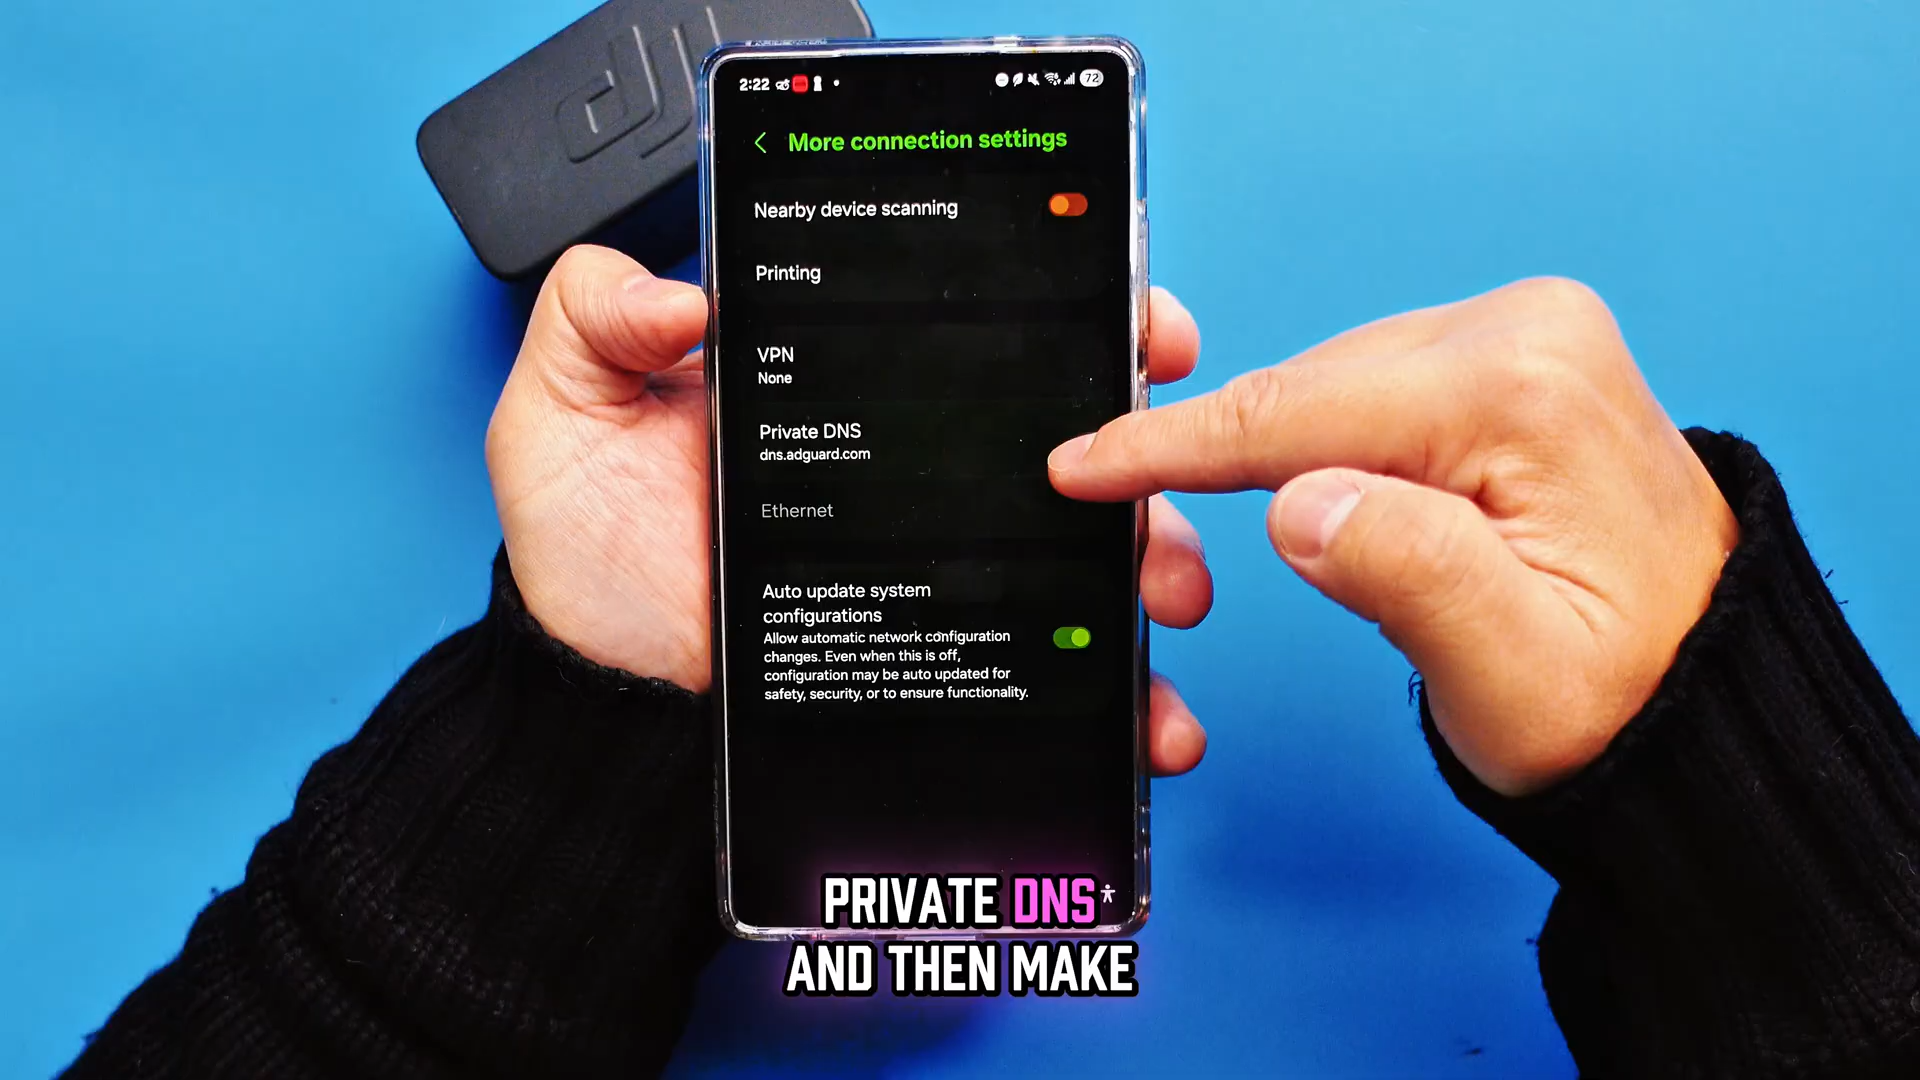 dji
2:22
72
More connection settings
Nearby device scanning
Printing
VPN
None
Private DNS
dns.adguard.com
Ethernet
Auto update system
configurations
Allow automatic network configuration
changes. Even when this is off,
configuration may be auto updated for
safety, security, or to ensure functionality.
PRIVATE DNS
AND THEN MAKE